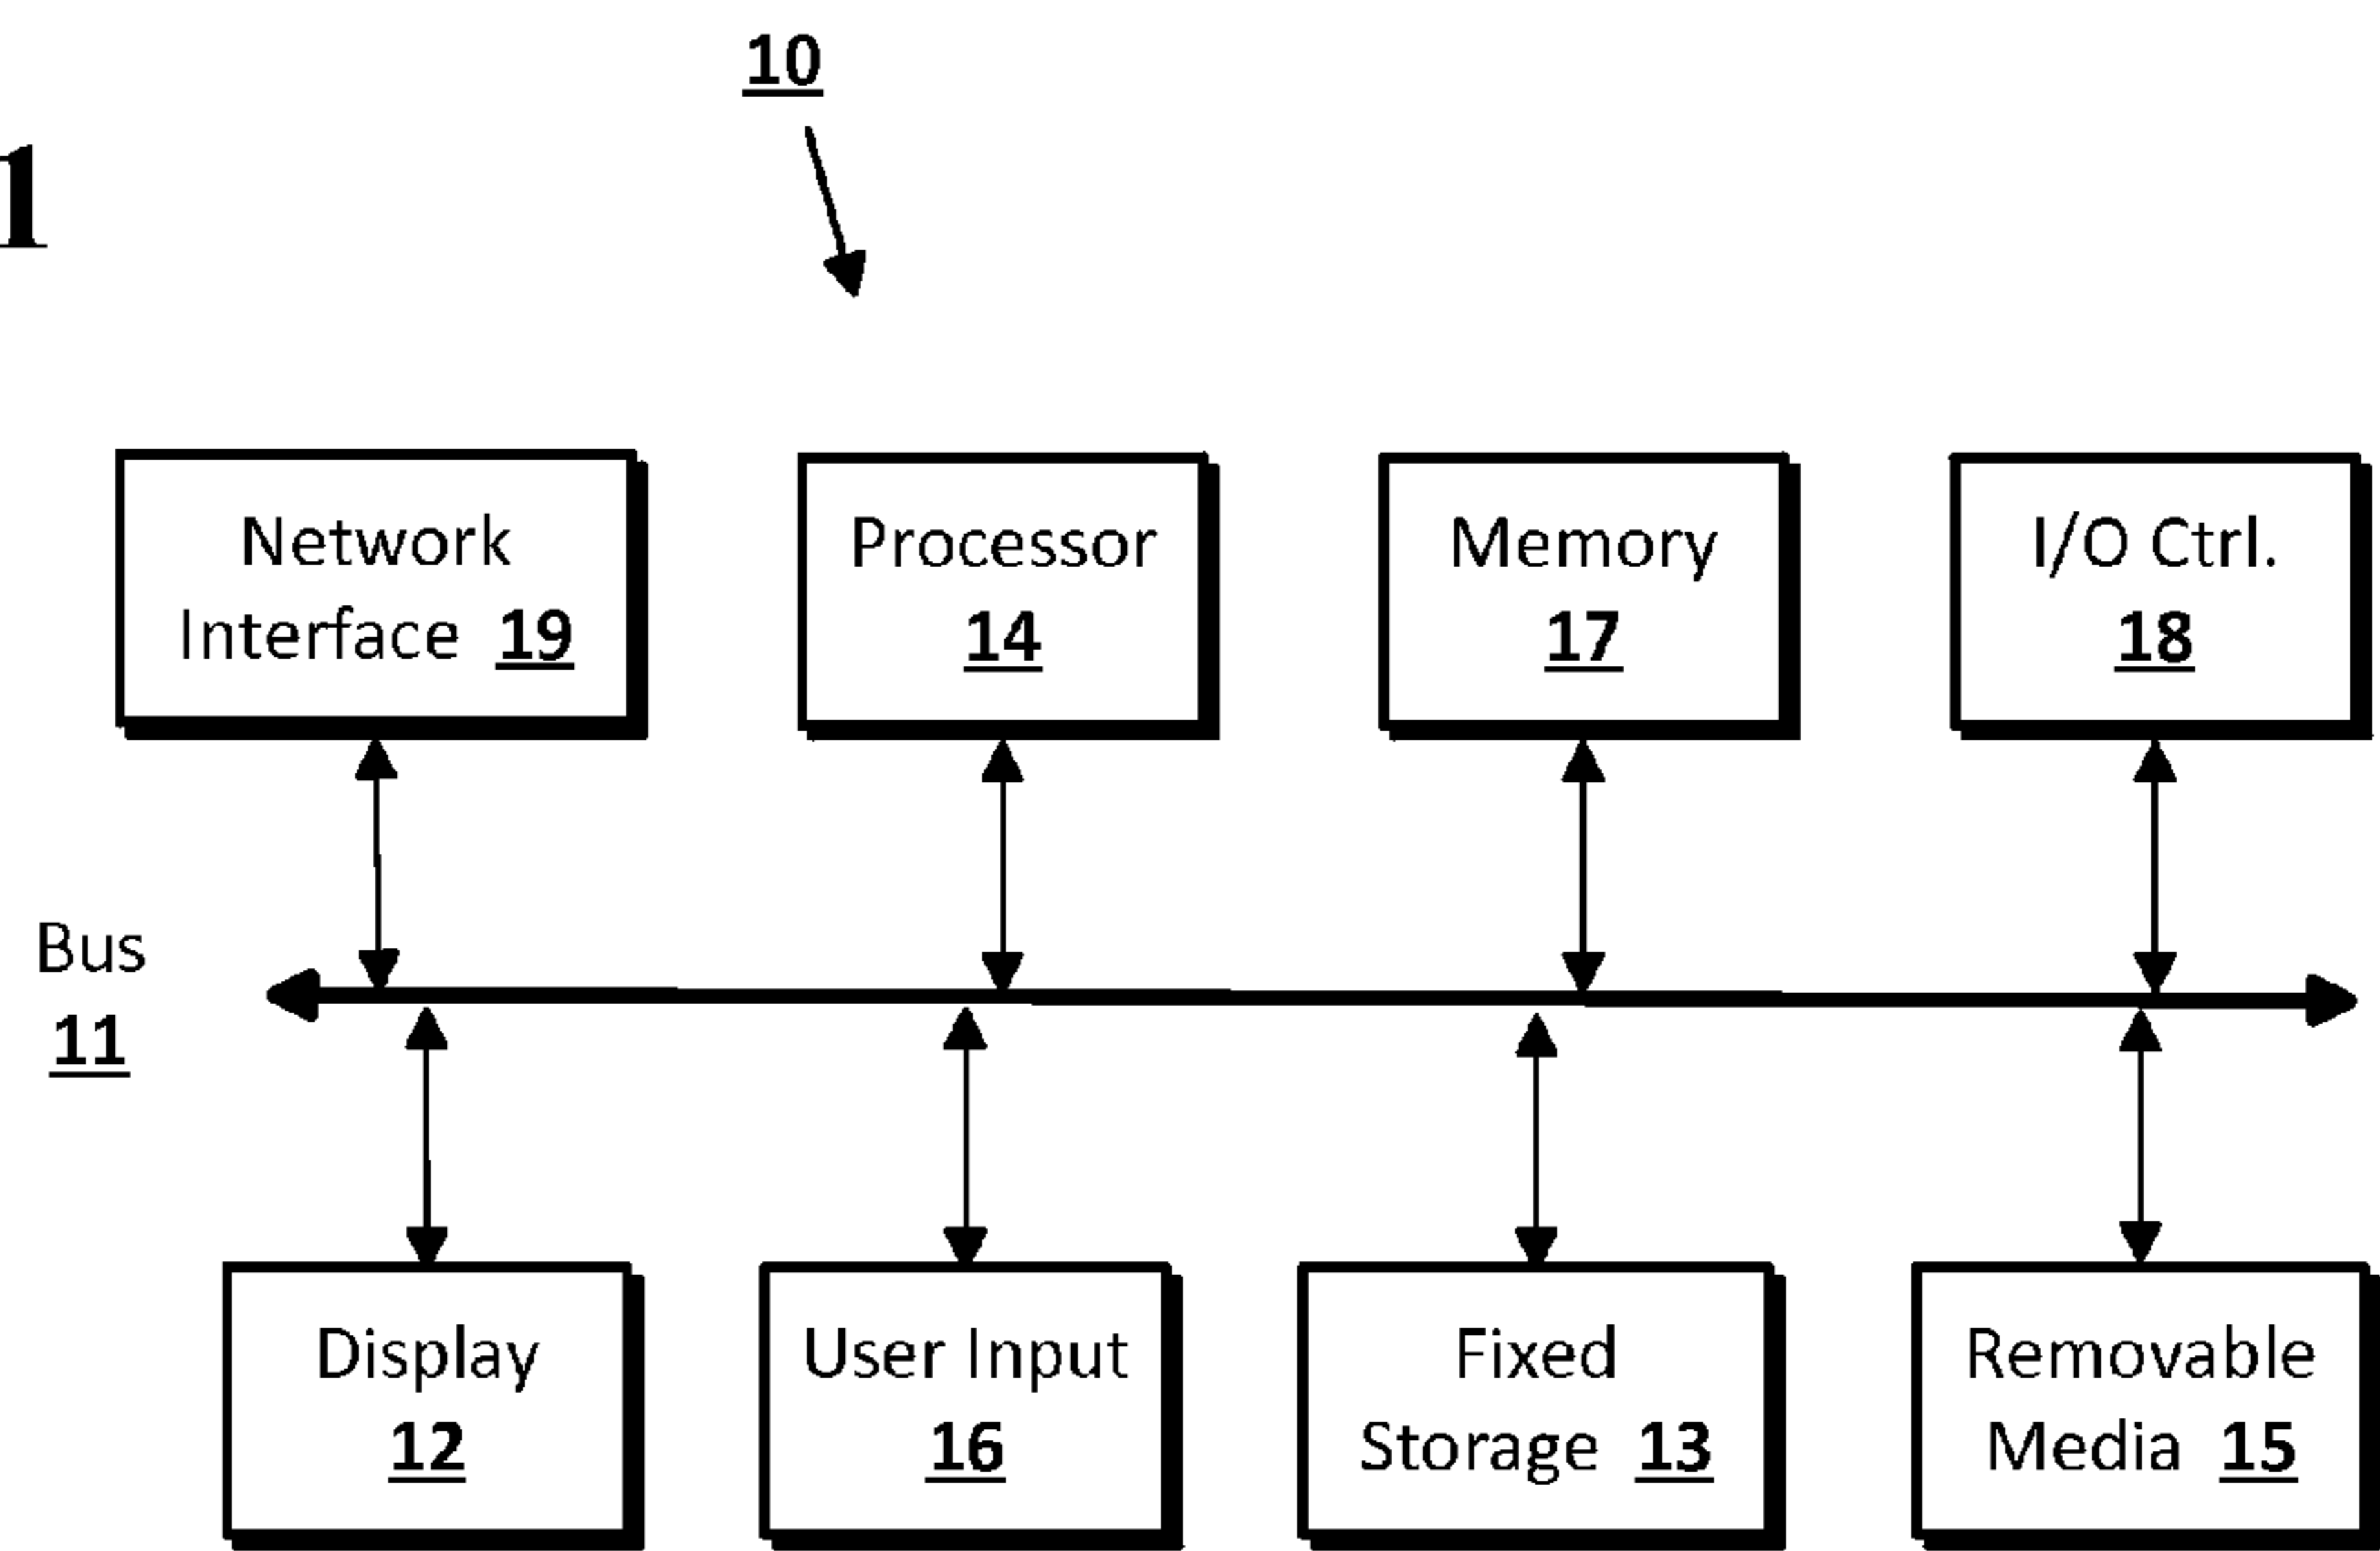 10
1
Network
Interface 19
Processor
14
Memory
17
I/O Ctrl.
18
Bus
11
Display
12
User Input
16
Fixed
Storage 13
Removable
Media 15